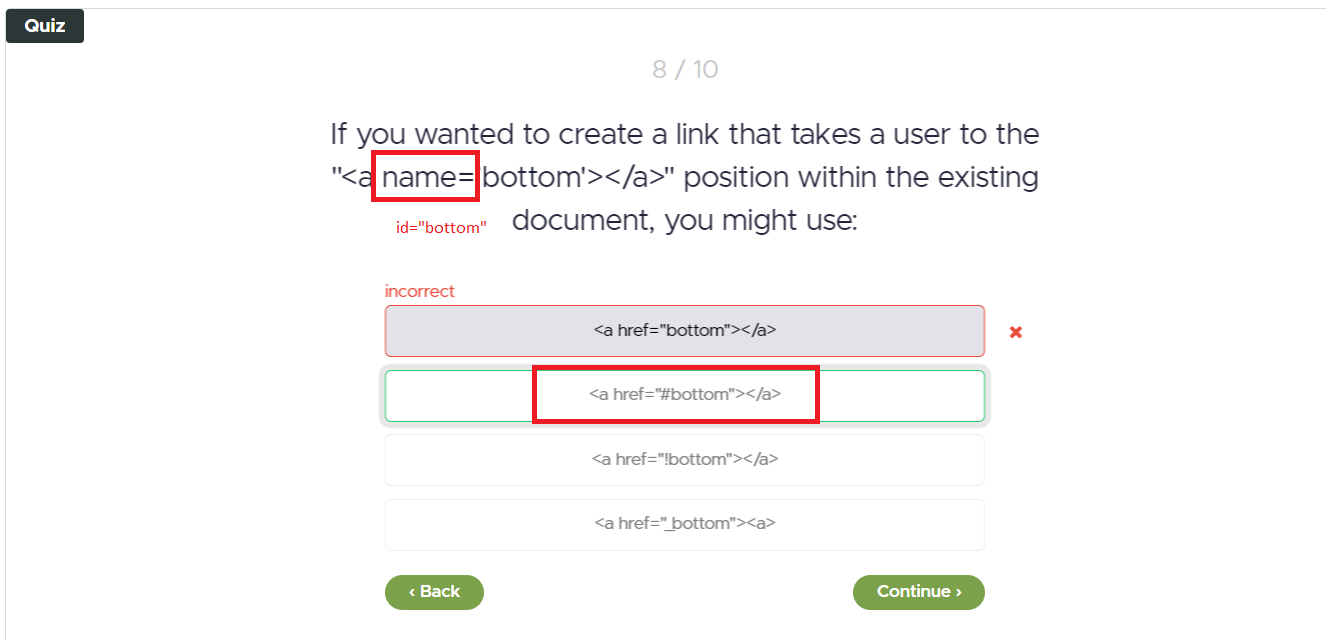 Quiz
8 / 10
If you wanted to create a link that takes a user to the
"<a name='bottom'></a>" position within the existing
id="bottom" document, you might use:
incorrect
<a href="bottom"></a>
<a href="#bottom"></a>
<a href="!bottom"></a>
<a href="_bottom"><a>
‹ Back
Continue ›